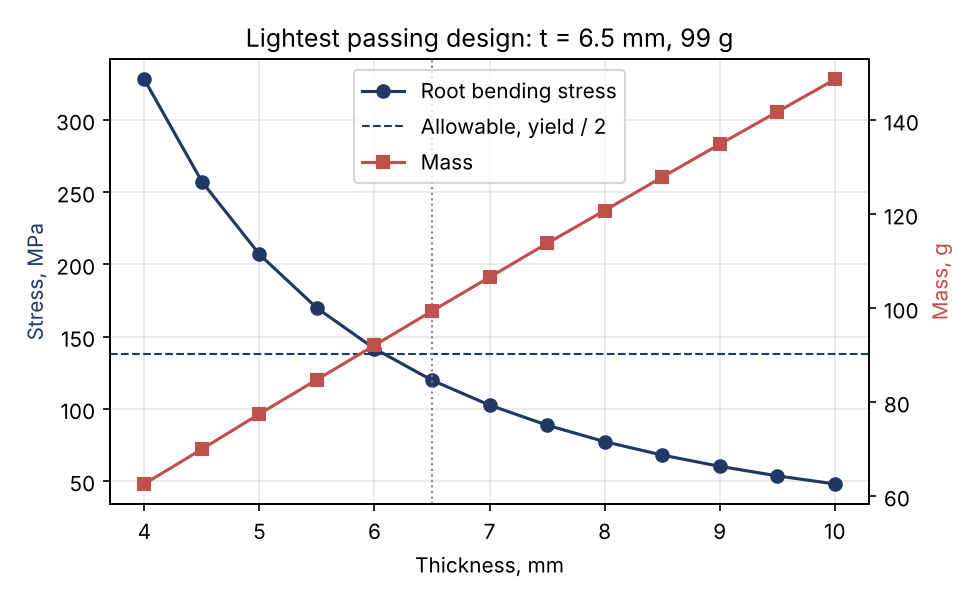 Lightest passing design: t = 6.5 mm, 99 g
Root bending stress
Allowable, yield / 2
Mass
Stress, MPa
300
250
200
150
100
50
140
120
100
80
60
Mass, g
4 5 6 7 8 9 10
Thickness, mm